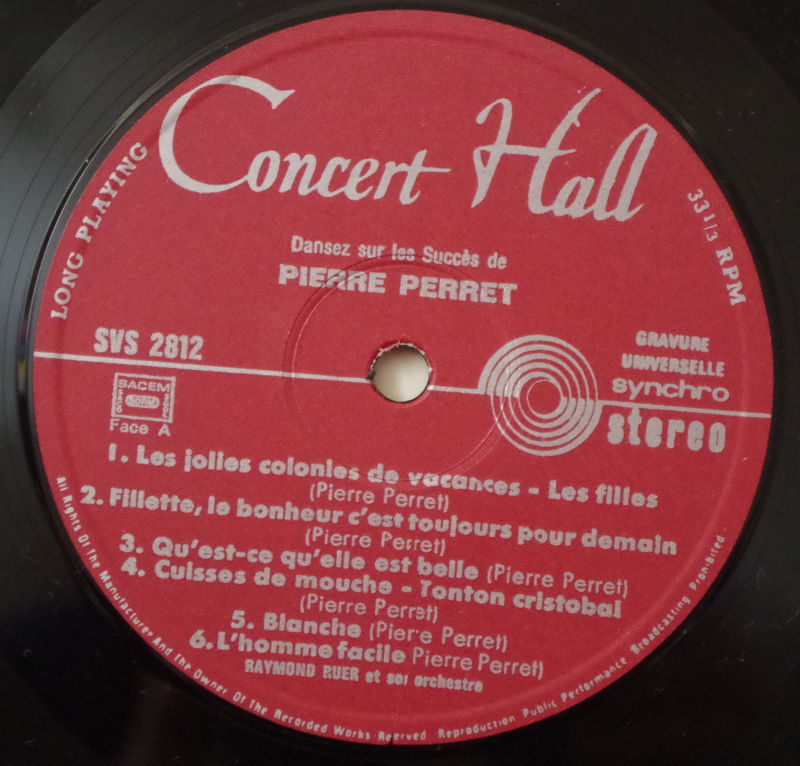 Concert Hall
LONG PLAYING
33 1/3 RPM
Dansez sur les Succès de
PIERRE PERRET
SVS 2812
GRAVURE
UNIVERSELLE
synchro
stereo
SACEM
Face A
1. Les jolies colonies de vacances - Les filles
(Pierre Perret)
2. Fillette, le bonheur c'est toujours pour demain
(Pierre Perret)
3. Qu'est-ce qu'elle est belle (Pierre Perret)
4. Cuisses de mouche - Tonton cristobal
(Pierre Perret)
5. Blanche (Pierre Perret)
6. L'homme facile Pierre Perret)
RAYMOND RUER et son orchestre
All Rights Of The Manufacturer And the Owner Of The Recorded Works Reserved. Reproduction Public Performance Broadcasting Prohibited.